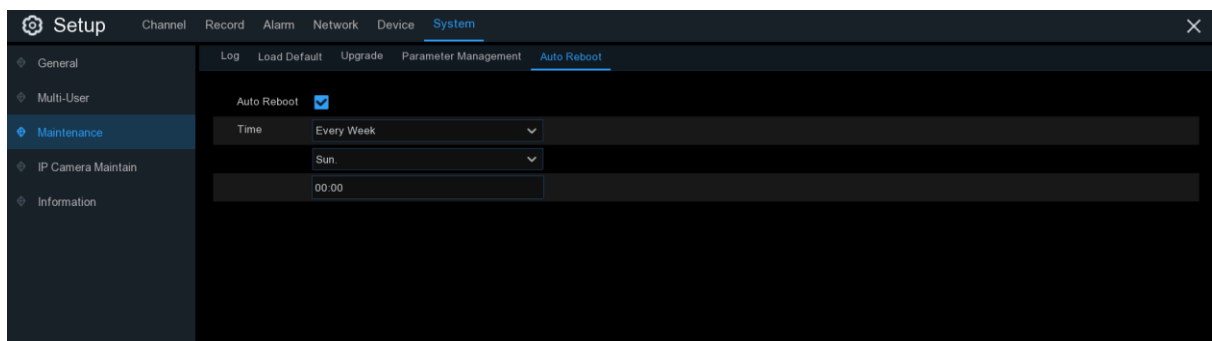 Setup Channel Record Alarm Network Device System
Log Load Default Upgrade Parameter Management Auto Reboot
General
Multi-User
Maintenance
IP Camera Maintain
Information
Auto Reboot
Time Every Week
Sun.
00:00